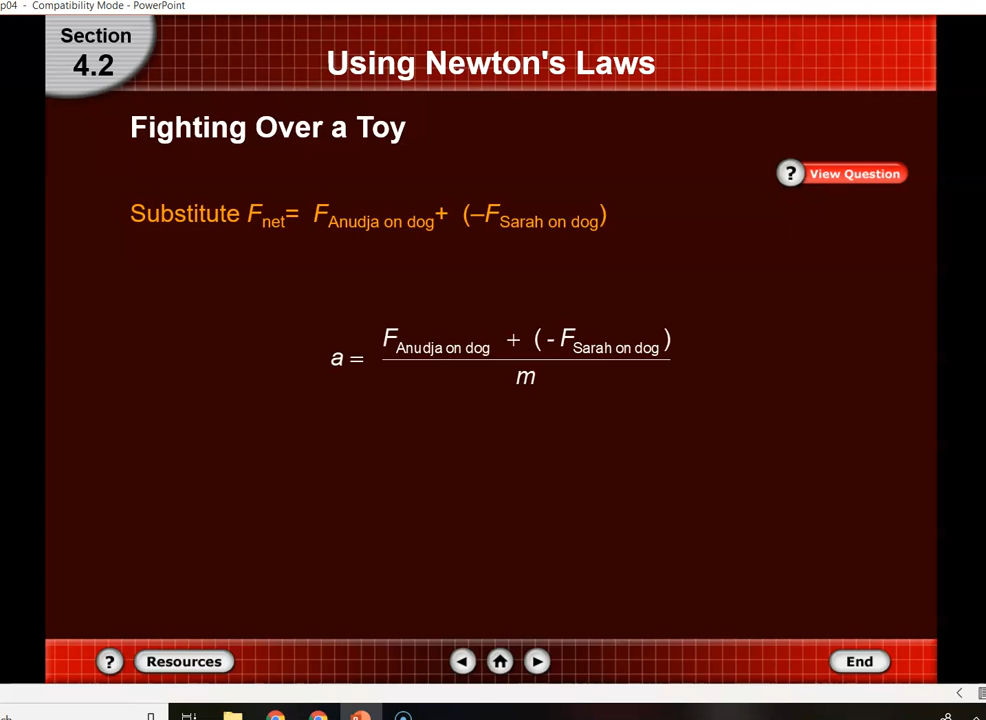 p04 - Compatibility Mode - PowerPoint
Section
4.2
Using Newton's Laws
Fighting Over a Toy
? View Question
Substitute Fnet= FAnudja on dog+ (–FSarah on dog)
FAnudja on dog + ( - FSarah on dog )
a =
m
? Resources
End